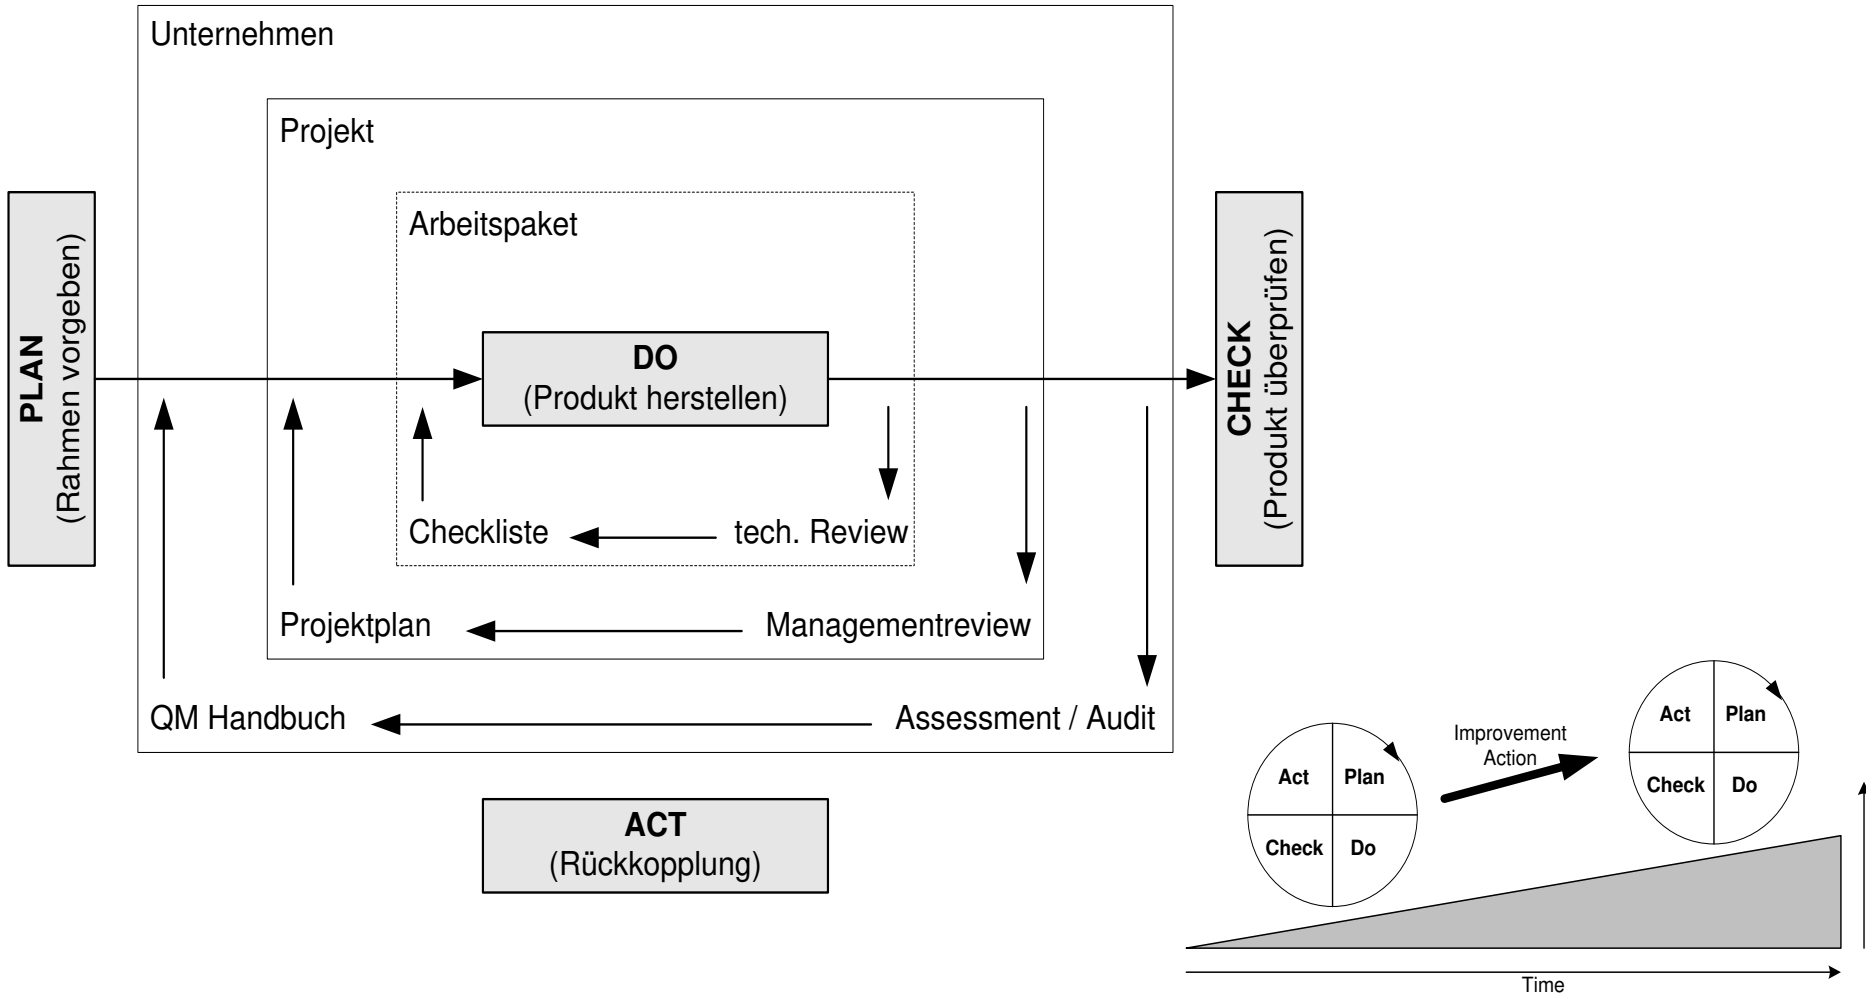 Unternehmen
Projekt
Arbeitspaket
PLAN
(Rahmen vorgeben)
DO
(Produkt herstellen)
CHECK
(Produkt überprüfen)
Checkliste
tech. Review
Projektplan
Managementreview
QM Handbuch
Assessment / Audit
ACT
(Rückkopplung)
Act
Plan
Check
Do
Improvement
Action
Act
Plan
Check
Do
Time